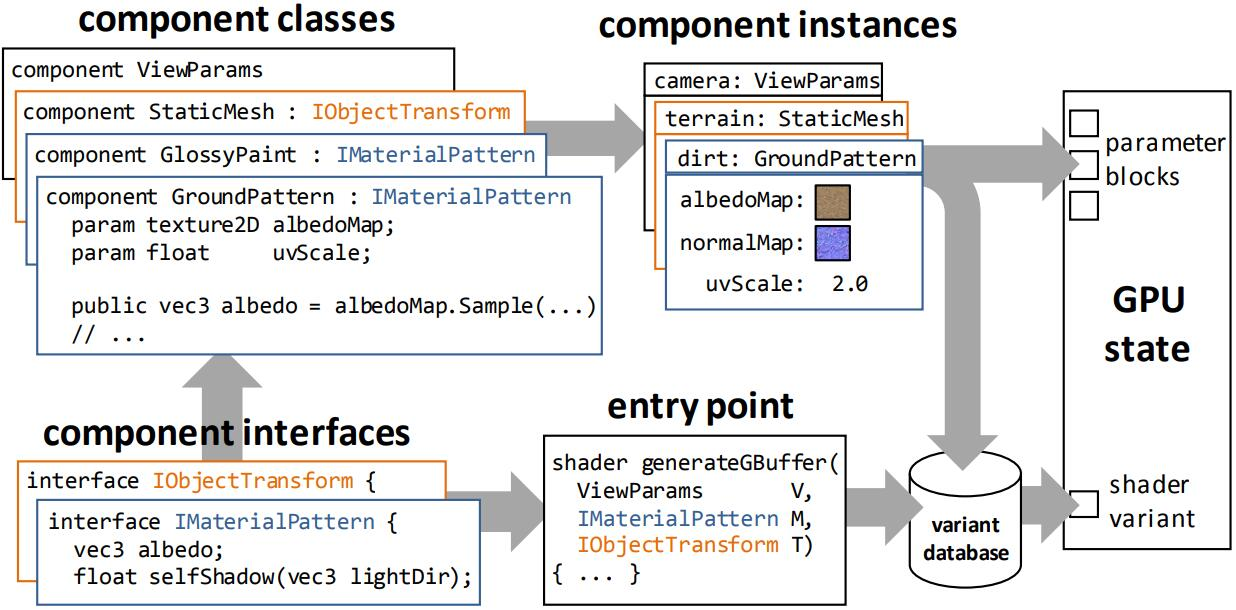 component classes
component ViewParams
component StaticMesh : IObjectTransform
component GlossyPaint : IMaterialPattern
component GroundPattern : IMaterialPattern
param texture2D albedoMap;
param float uvScale;
public vec3 albedo = albedoMap.Sample(...)
// ...
component instances
camera: ViewParams
terrain: StaticMesh
dirt: GroundPattern
albedoMap:
normalMap:
uvScale: 2.0
parameter
blocks
GPU
state
shader
variant
component interfaces
interface IObjectTransform {
interface IMaterialPattern {
vec3 albedo;
float selfShadow(vec3 lightDir);
entry point
shader generateGBuffer(
ViewParams V,
IMaterialPattern M,
IObjectTransform T)
{ ... }
variant
database